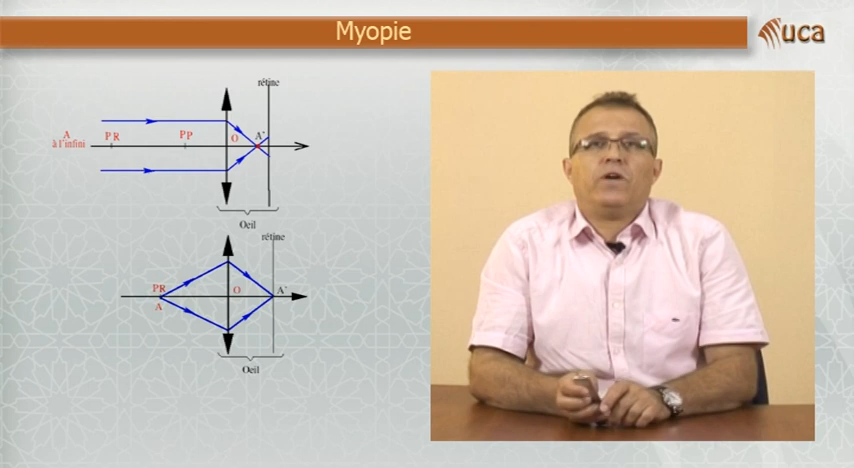 Myopie
uca
rétine
A
à l'infini
PR
PP
O
A'
Oeil
rétine
PR
A
O
A'
Oeil